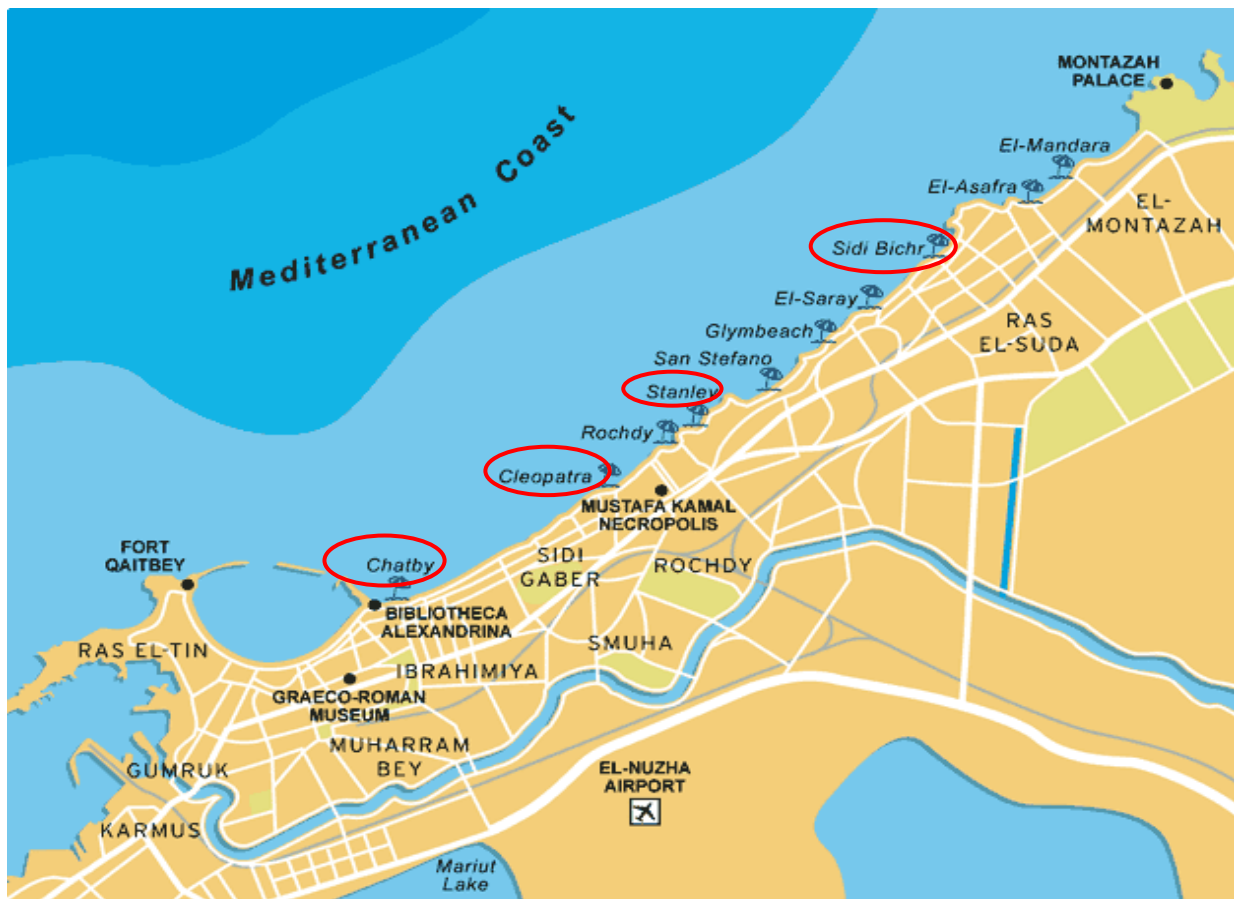 MONTAZAH
PALACE
El-Mandara
El-Asafra
EL-
MONTAZAH
Sidi Bichr
El-Saray
Glymbeach
RAS
EL-SUDA
San Stefano
Stanley
Rochdy
Cleopatra
Mediterranean Coast
MUSTAFA KAMAL
NECROPOLIS
FORT
QAITBEY
Chatby
SIDI
GABER
ROCHDY
BIBLIOTHECA
ALEXANDRINA
RAS EL-TIN
SMUHA
IBRAHIMIYA
GRAECO-ROMAN
MUSEUM
MUHARRAM
BEY
GUMRUK
EL-NUZHA
AIRPORT
KARMUS
Mariut
Lake